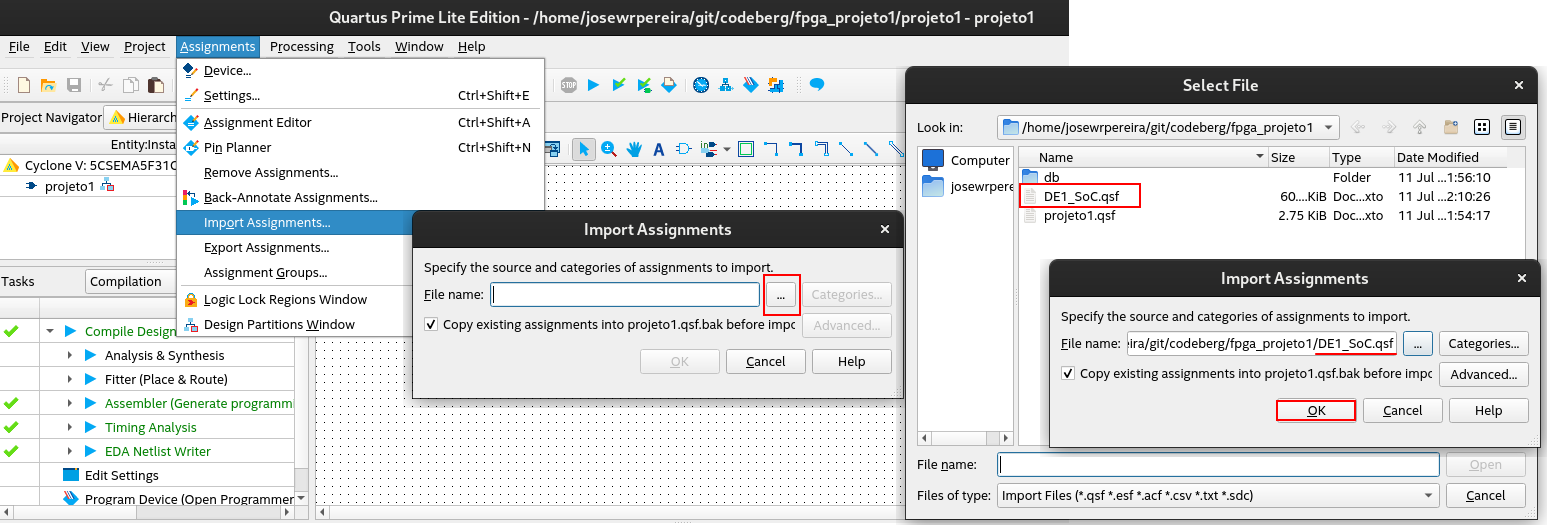 Quartus Prime Lite Edition - /home/josewrpereira/git/codeberg/fpga_projeto1/projeto1 - projeto1
File Edit View Project Assignments Processing Tools Window Help
Device...
Settings... Ctrl+Shift+E
Assignment Editor Ctrl+Shift+A
Pin Planner Ctrl+Shift+N
Remove Assignments...
Back-Annotate Assignments...
Import Assignments...
Export Assignments...
Assignment Groups...
Logic Lock Regions Window
Design Partitions Window
STOP
Project Navigator Hierarch
Entity:Insta
Cyclone V: 5CSEMA5F31C
projeto1
Tasks Compilation
Compile Design
Analysis & Synthesis
Fitter (Place & Route)
Assembler (Generate programmi
Timing Analysis
EDA Netlist Writer
Edit Settings
Program Device (Open Programmer
Import Assignments
Specify the source and categories of assignments to import.
File name: ... Categories...
Copy existing assignments into projeto1.qsf.bak before impo Advanced...
OK Cancel Help
Select File
Look in: /home/josewrpereira/git/codeberg/fpga_projeto1
Computer
josewrpere
Name Size Type Date Modified
db Folder 11 Jul ...1:56:10
DE1_SoC.qsf 60....KiB Doc...xto 11 Jul ...2:10:26
projeto1.qsf 2.75 KiB Doc...xto 11 Jul ...1:54:17
Import Assignments
Specify the source and categories of assignments to import.
File name: eira/git/codeberg/fpga_projeto1/DE1_SoC.qsf ... Categories...
Copy existing assignments into projeto1.qsf.bak before impo Advanced...
OK Cancel Help
File name: Open
Files of type: Import Files (*.qsf *.esf *.acf *.csv *.txt *.sdc) Cancel